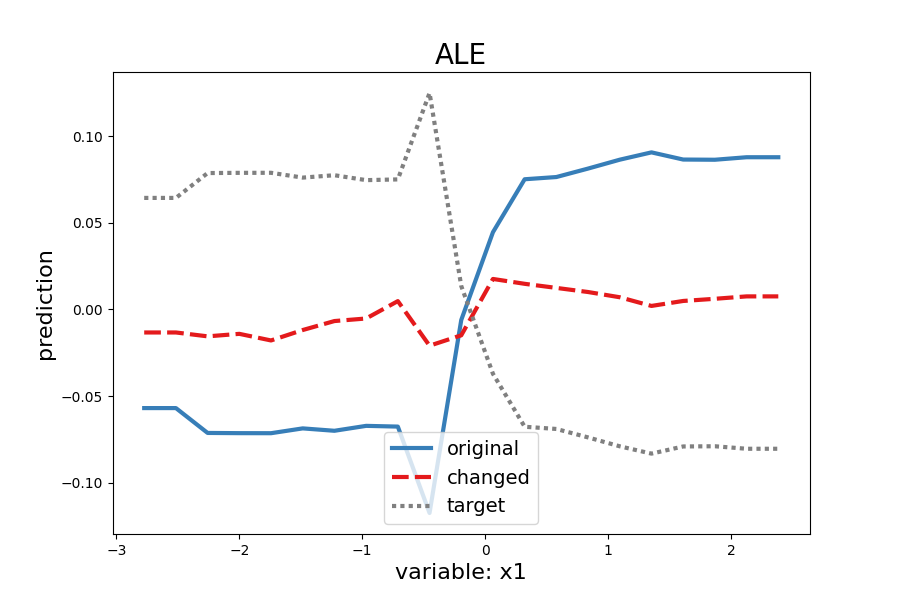 ALE
prediction
0.10
0.05
0.00
−0.05
−0.10
original
changed
target
−3
−2
−1
0
1
2
variable: x1